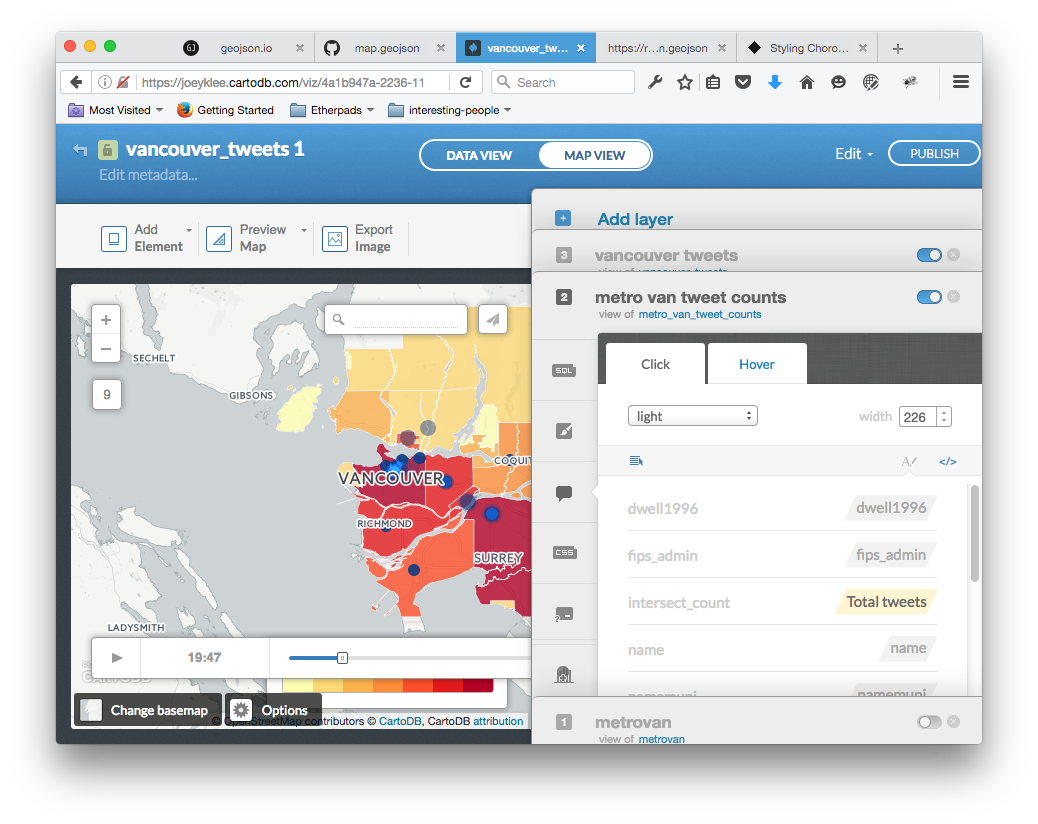 GJ geojson.io
map.geojson
vancouver_tw...
https://r...n.geojson
Styling Choro...
https://joeyklee.cartodb.com/viz/4a1b947a-2236-11
Search
Most Visited
Getting Started
Etherpads
interesting-people
vancouver_tweets 1
Edit metadata...
DATA VIEW
MAP VIEW
Edit
PUBLISH
Add
Element
Preview
Map
Export
Image
Add layer
3
vancouver tweets
view of vancouver_tweets
2
metro van tweet counts
view of metro_van_tweet_counts
Click
Hover
light
width
226
SQL
CSS
</>
dwell1996
dwell1996
fips_admin
fips_admin
intersect_count
Total tweets
name
name
namemuni
namemuni
1
metrovan
view of metrovan
+
−
9
SECHELT
GIBSONS
VANCOUVER
COQUIT
RICHMOND
SURREY
LADYSMITH
19:47
CARTODB
Change basemap
Options
© OpenStreetMap contributors © CartoDB, CartoDB attribution